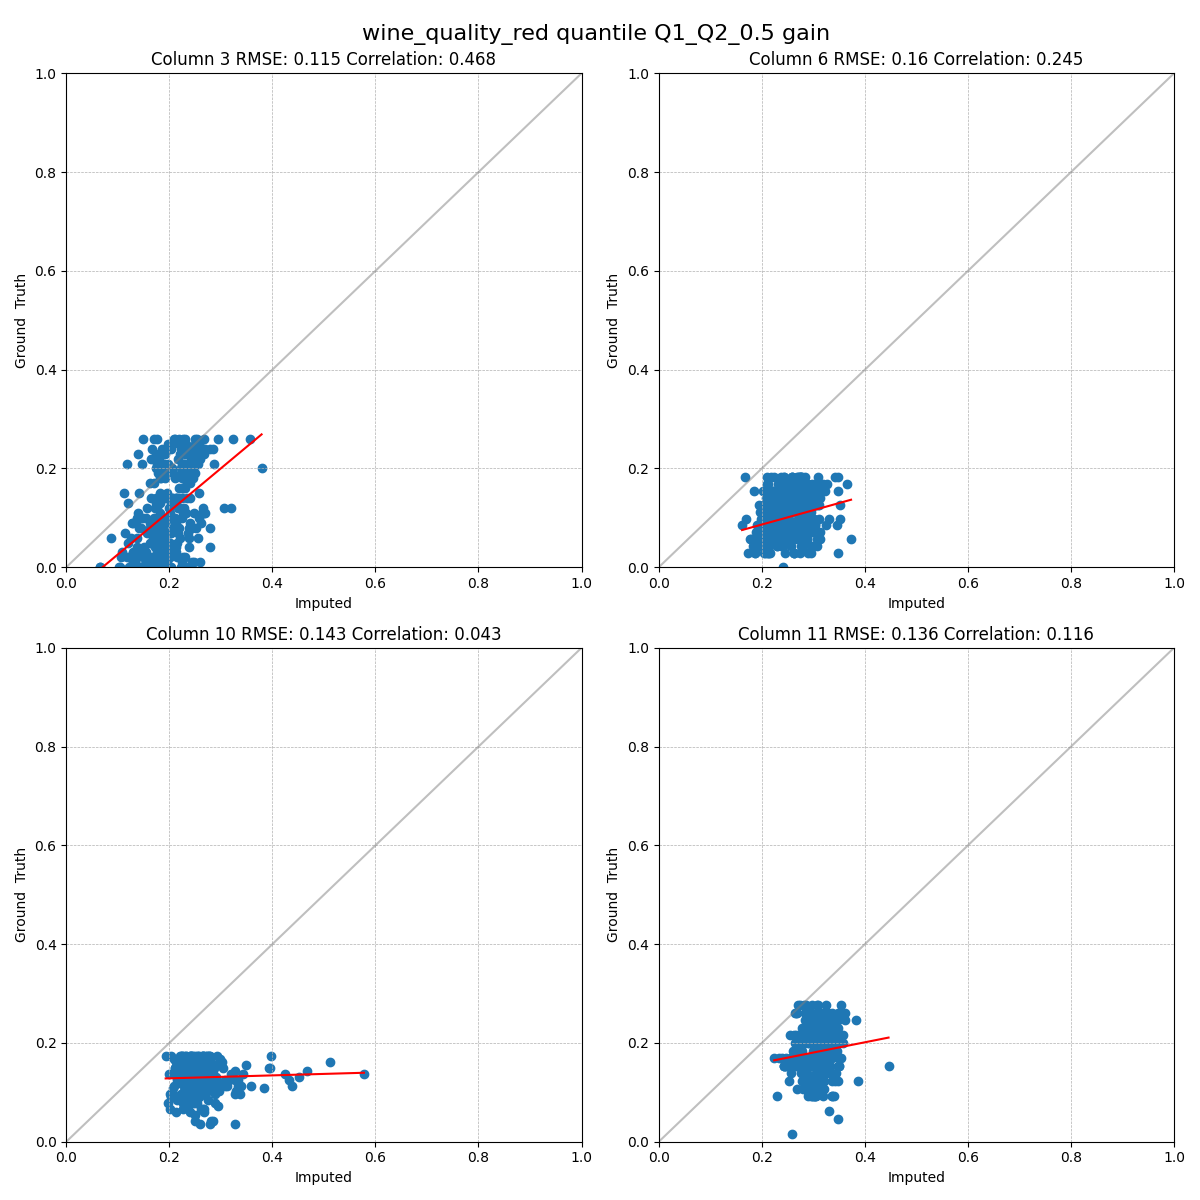 wine_quality_red quantile Q1_Q2_0.5 gain
Column 3 RMSE: 0.115 Correlation: 0.468
1.0
0.8
0.6
0.4
0.2
0.0
Ground Truth
0.0 0.2 0.4 0.6 0.8 1.0
Imputed
Column 6 RMSE: 0.16 Correlation: 0.245
1.0
0.8
0.6
0.4
0.2
0.0
Ground Truth
0.0 0.2 0.4 0.6 0.8 1.0
Imputed
Column 10 RMSE: 0.143 Correlation: 0.043
1.0
0.8
0.6
0.4
0.2
0.0
Ground Truth
0.0 0.2 0.4 0.6 0.8 1.0
Imputed
Column 11 RMSE: 0.136 Correlation: 0.116
1.0
0.8
0.6
0.4
0.2
0.0
Ground Truth
0.0 0.2 0.4 0.6 0.8 1.0
Imputed